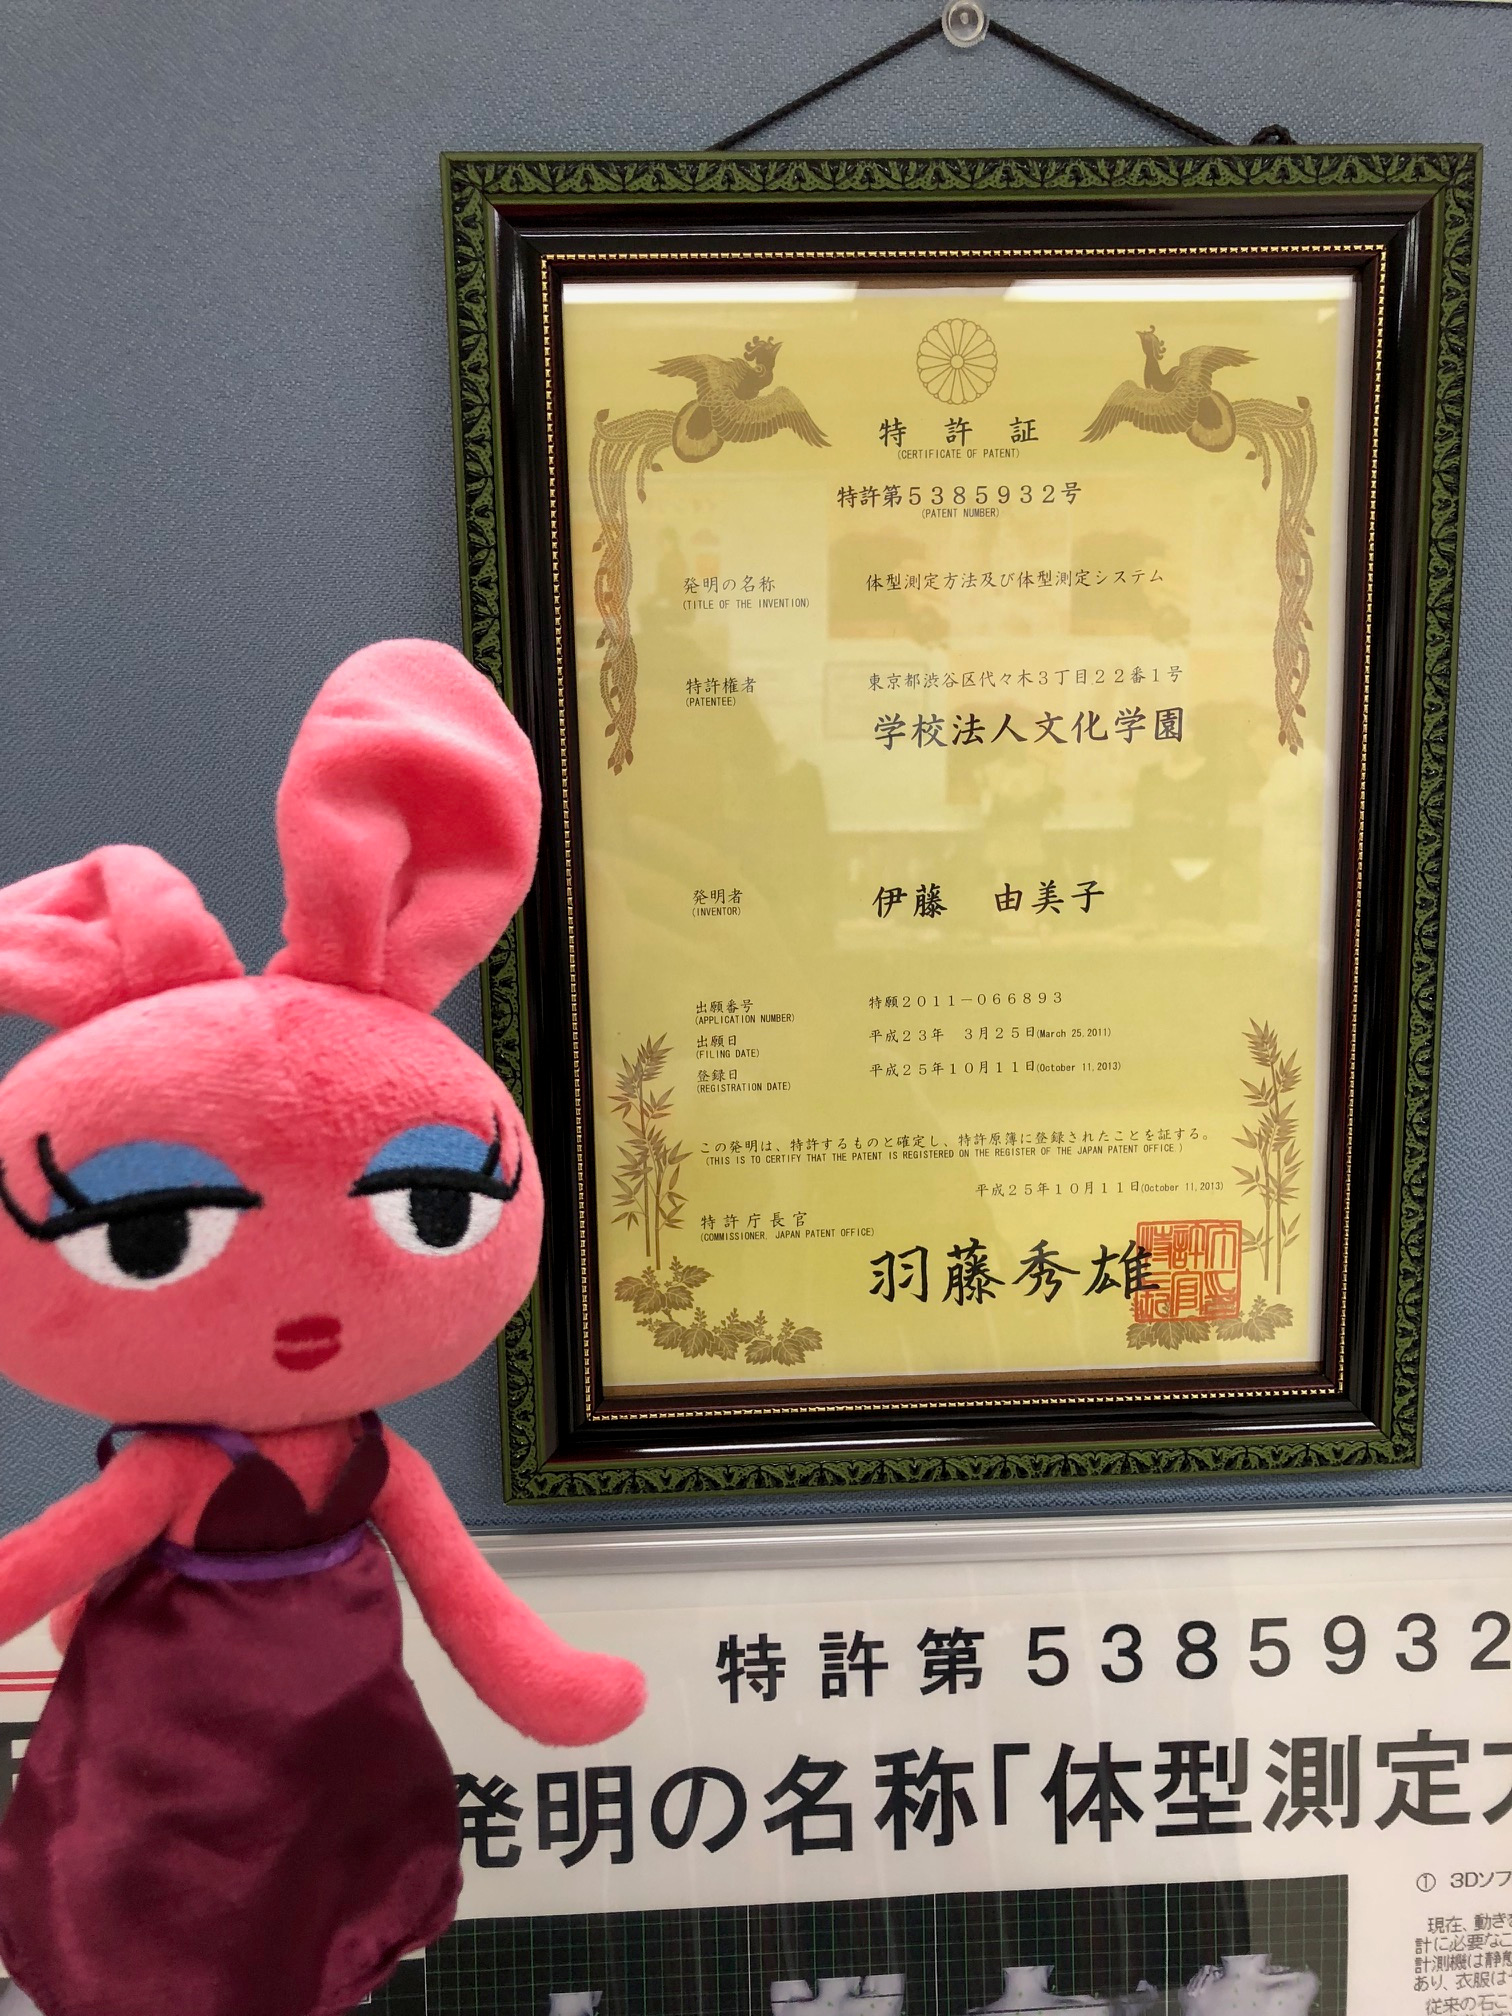 特許証
(CERTIFICATE OF PATENT)
特許第5385932号
(PATENT NUMBER)
発明の名称
(TITLE OF THE INVENTION)
体型測定方法及び体型測定システム
特許権者
(PATENTEE)
東京都渋谷区代々木3丁目22番1号
学校法人文化学園
発明者
(INVENTOR)
伊藤 由美子
出願番号
(APPLICATION NUMBER)
特願2011-066893
出願日
(FILING DATE)
平成23年 3月25日(March 25,2011)
登録日
(REGISTRATION DATE)
平成25年10月11日(October 11,2013)
この発明は、特許するものと確定し、特許原簿に登録されたことを証する。
(THIS IS TO CERTIFY THAT THE PATENT IS REGISTERED ON THE REGISTER OF THE JAPAN PATENT OFFICE )
平成25年10月11日(October 11,2013)
特許庁長官
(COMMISSIONER, JAPAN PATENT OFFICE)
羽藤秀雄
特許第5385932
発明の名称「体型測定
① 3Dソフ
現在、動き
計に必要なこ
計測機は静
あり、衣服は
従来の